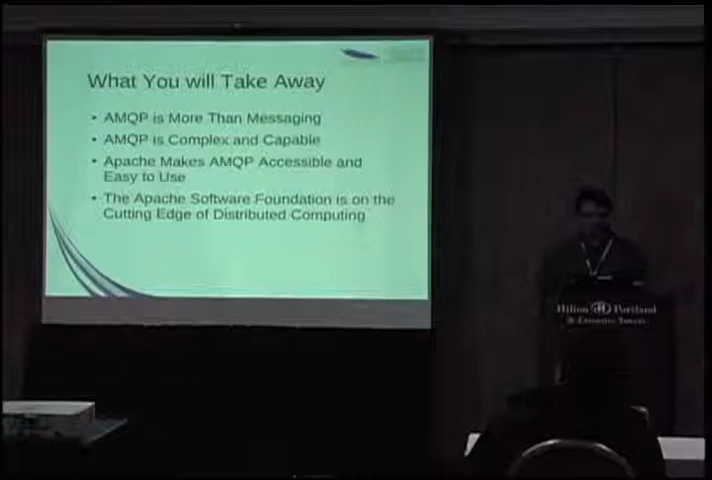 What You will Take Away
• AMQP is More Than Messaging
• AMQP is Complex and Capable
• Apache Makes AMQP Accessible and
Easy to Use
• The Apache Software Foundation is on the
Cutting Edge of Distributed Computing
Hilton Portland
& Executive Tower